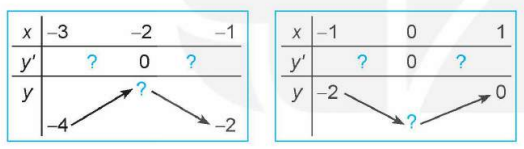 x -3 -2 -1
y' ? 0 ?
y ?
-4 -2
x -1 0 1
y' ? 0 ?
y -2 0
?